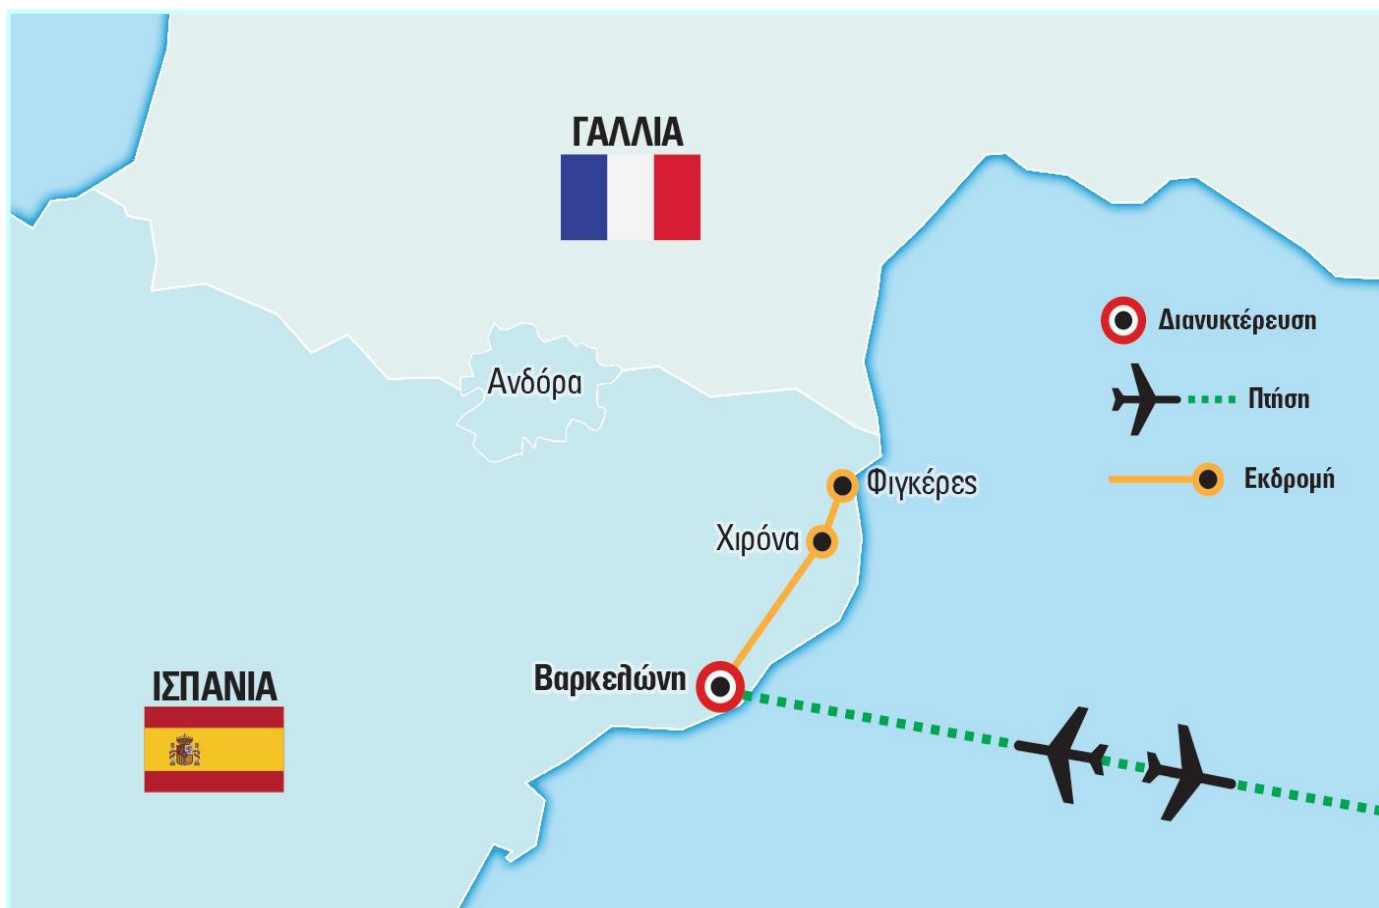 ΓΑΛΛΙΑ
Διανυκτέρευση
Ανδόρα
Πτήση
Φιγκέρες
Εκδρομή
Χιρόνα
Βαρκελώνη
ΙΣΠΑΝΙΑ